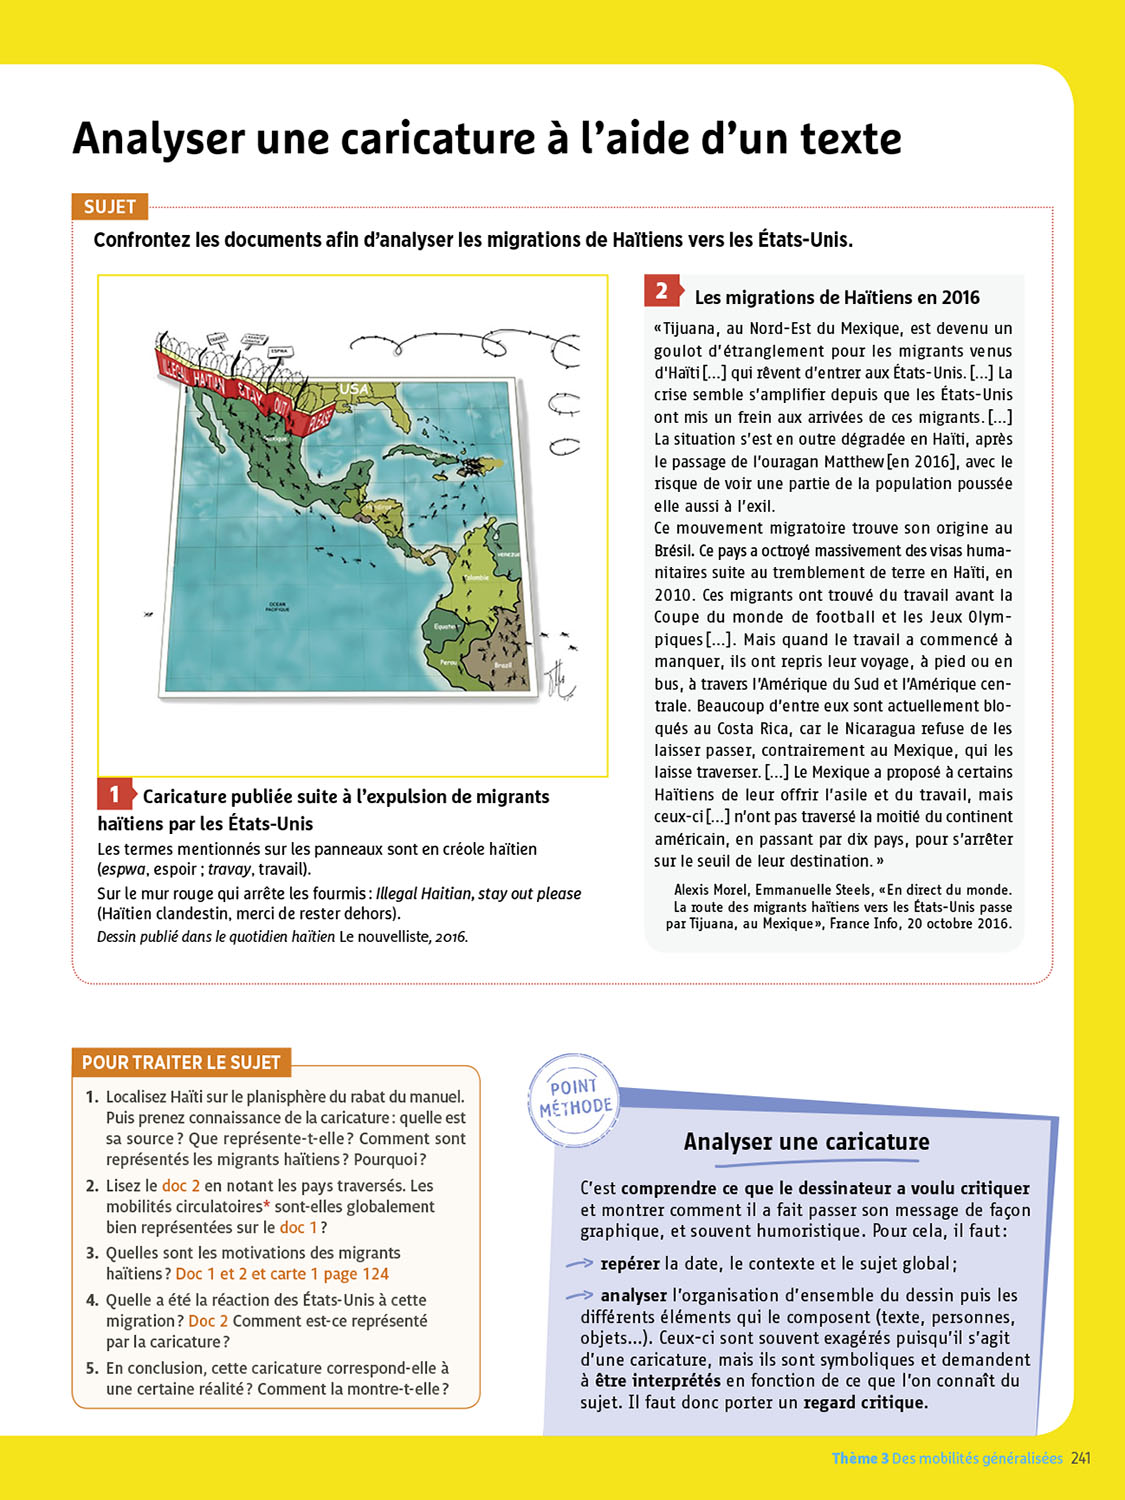 Analyser une caricature à l'aide d'un texte
SUJET
Confrontez les documents afin d'analyser les migrations de Haïtiens vers les États-Unis.
TRAVAY
ESPWA
ILLEGAL HAITIAN STAY OUT! PLEASE
USA
Mexique
Honduras
Venezuela
Colombie
OCEAN
PACIFIQUE
Equateur
Perou
Brezil
1 Caricature publiée suite à l'expulsion de migrants
haïtiens par les États-Unis
Les termes mentionnés sur les panneaux sont en créole haïtien
(espwa, espoir ; travay, travail).
Sur le mur rouge qui arrête les fourmis : Illegal Haitian, stay out please
(Haïtien clandestin, merci de rester dehors).
Dessin publié dans le quotidien haïtien Le nouvelliste, 2016.
2 Les migrations de Haïtiens en 2016
« Tijuana, au Nord-Est du Mexique, est devenu un
goulot d'étranglement pour les migrants venus
d'Haïti [...] qui rêvent d'entrer aux États-Unis. [...] La
crise semble s'amplifier depuis que les États-Unis
ont mis un frein aux arrivées de ces migrants. [...]
La situation s'est en outre dégradée en Haïti, après
le passage de l'ouragan Matthew [en 2016], avec le
risque de voir une partie de la population poussée
elle aussi à l'exil.
Ce mouvement migratoire trouve son origine au
Brésil. Ce pays a octroyé massivement des visas huma-
nitaires suite au tremblement de terre en Haïti, en
2010. Ces migrants ont trouvé du travail avant la
Coupe du monde de football et les Jeux Olym-
piques [...]. Mais quand le travail a commencé à
manquer, ils ont repris leur voyage, à pied ou en
bus, à travers l'Amérique du Sud et l'Amérique cen-
trale. Beaucoup d'entre eux sont actuellement blo-
qués au Costa Rica, car le Nicaragua refuse de les
laisser passer, contrairement au Mexique, qui les
laisse traverser. [...] Le Mexique a proposé à certains
Haïtiens de leur offrir l'asile et du travail, mais
ceux-ci [...] n'ont pas traversé la moitié du continent
américain, en passant par dix pays, pour s'arrêter
sur le seuil de leur destination. »
Alexis Morel, Emmanuelle Steels, « En direct du monde.
La route des migrants haïtiens vers les États-Unis passe
par Tijuana, au Mexique », France Info, 20 octobre 2016.
POUR TRAITER LE SUJET
1. Localisez Haïti sur le planisphère du rabat du manuel.
Puis prenez connaissance de la caricature : quelle est
sa source ? Que représente-t-elle ? Comment sont
représentés les migrants haïtiens ? Pourquoi ?
2. Lisez le doc 2 en notant les pays traversés. Les
mobilités circulatoires* sont-elles globalement
bien représentées sur le doc 1 ?
3. Quelles sont les motivations des migrants
haïtiens ? Doc 1 et 2 et carte 1 page 124
4. Quelle a été la réaction des États-Unis à cette
migration ? Doc 2 Comment est-ce représenté
par la caricature ?
5. En conclusion, cette caricature correspond-elle à
une certaine réalité ? Comment la montre-t-elle ?
POINT
MÉTHODE
Analyser une caricature
C'est comprendre ce que le dessinateur a voulu critiquer
et montrer comment il a fait passer son message de façon
graphique, et souvent humoristique. Pour cela, il faut :
repérer la date, le contexte et le sujet global ;
analyser l'organisation d'ensemble du dessin puis les
différents éléments qui le composent (texte, personnes,
objets...). Ceux-ci sont souvent exagérés puisqu'il s'agit
d'une caricature, mais ils sont symboliques et demandent
à être interprétés en fonction de ce que l'on connaît du
sujet. Il faut donc porter un regard critique.
Thème 3 Des mobilités généralisées 241